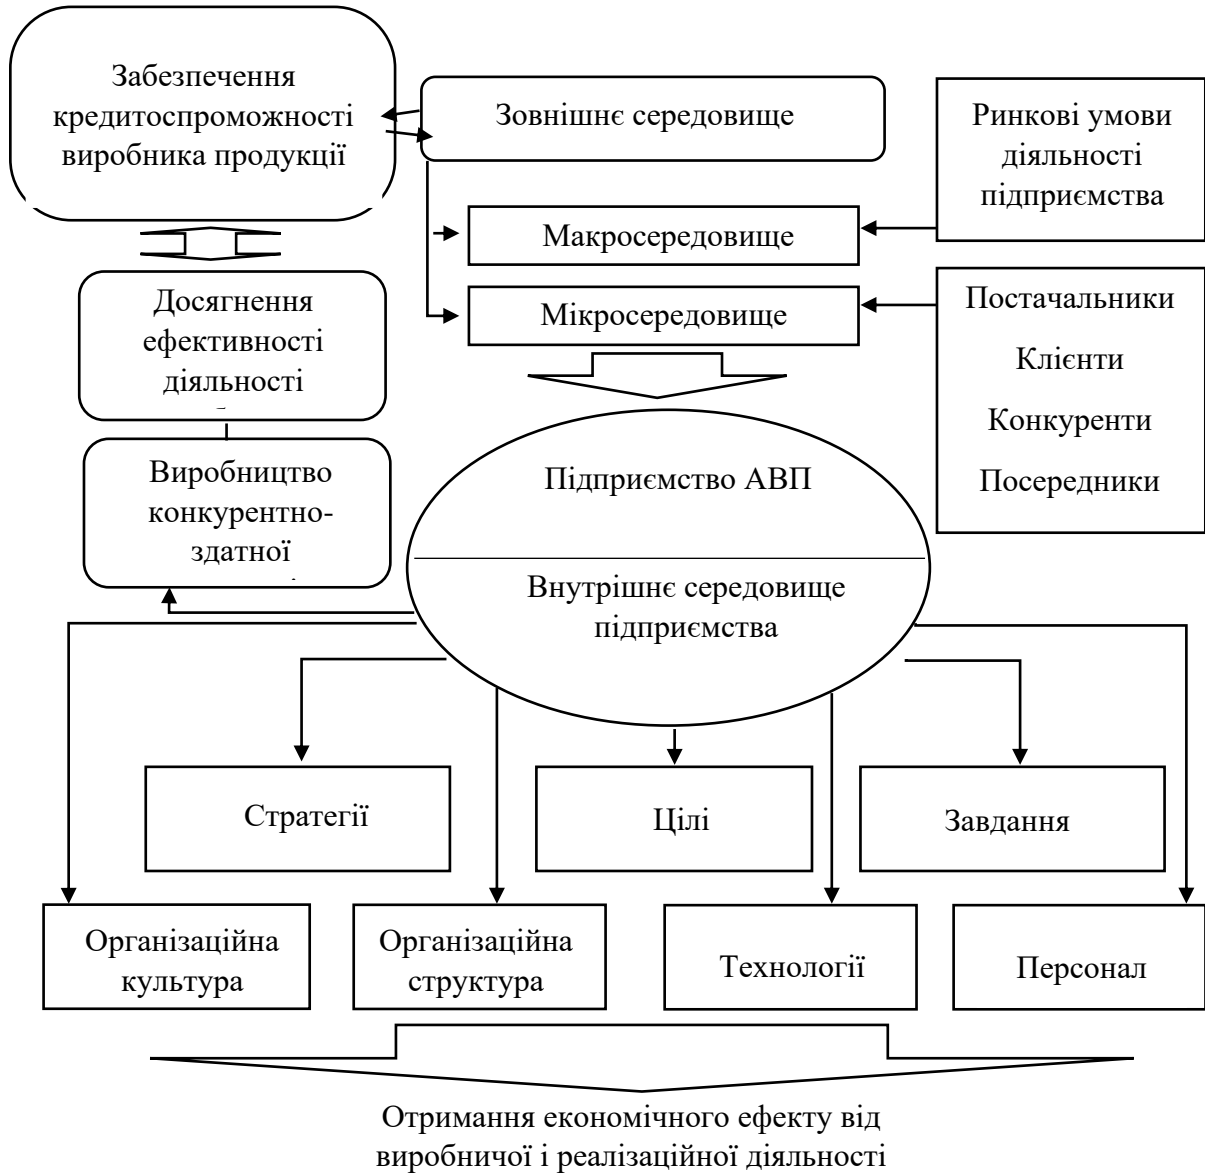 Забезпечення
кредитоспроможності
виробника продукції
Зовнішнє середовище
Ринкові умови
діяльності
підприємства
Макросередовище
Мікросередовище
Постачальники
Клієнти
Конкуренти
Посередники
Досягнення
ефективності
діяльності
Виробництво
конкурентно-
здатної
Підприємство АВП
Внутрішнє середовище
підприємства
Стратегії
Цілі
Завдання
Організаційна
культура
Організаційна
структура
Технології
Персонал
Отримання економічного ефекту від
виробничої і реалізаційної діяльності